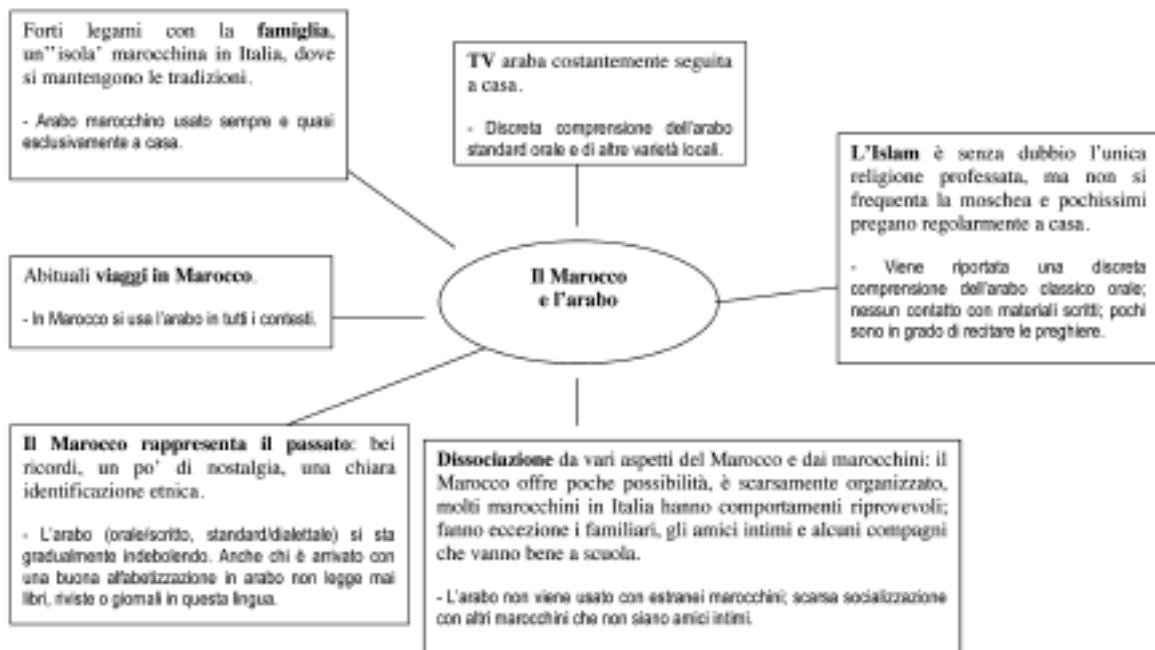 Forti legami con la famiglia,
un'’isola’ marocchina in Italia, dove
si mantengono le tradizioni.
- Arabo marocchino usato sempre e quasi
esclusivamente a casa.
TV araba costantemente seguita
a casa.
- Discreta comprensione dell'arabo
standard orale e di altre varietà locali.
L'Islam è senza dubbio l'unica
religione professata, ma non si
frequenta la moschea e pochissimi
pregano regolarmente a casa.
- Viene riportata una discreta
comprensione dell'arabo classico orale;
nessun contatto con materiali scritti; pochi
sono in grado di recitare le preghiere.
Il Marocco
e l'arabo
Abituali viaggi in Marocco.
- In Marocco si usa l'arabo in tutti i contesti.
Il Marocco rappresenta il passato: bei
ricordi, un po' di nostalgia, una chiara
identificazione etnica.
- L'arabo (orale/scritto, standard/dialettale) si sta
gradualmente indebolendo. Anche chi è arrivato con
una buona alfabetizzazione in arabo non legge mai
libri, riviste o giornali in questa lingua.
Dissociazione da vari aspetti del Marocco e dai marocchini: il
Marocco offre poche possibilità, è scarsamente organizzato,
molti marocchini in Italia hanno comportamenti riprovevoli;
fanno eccezione i familiari, gli amici intimi e alcuni compagni
che vanno bene a scuola.
- L'arabo non viene usato con estranei marocchini; scarsa socializzazione
con altri marocchini che non siano amici intimi.